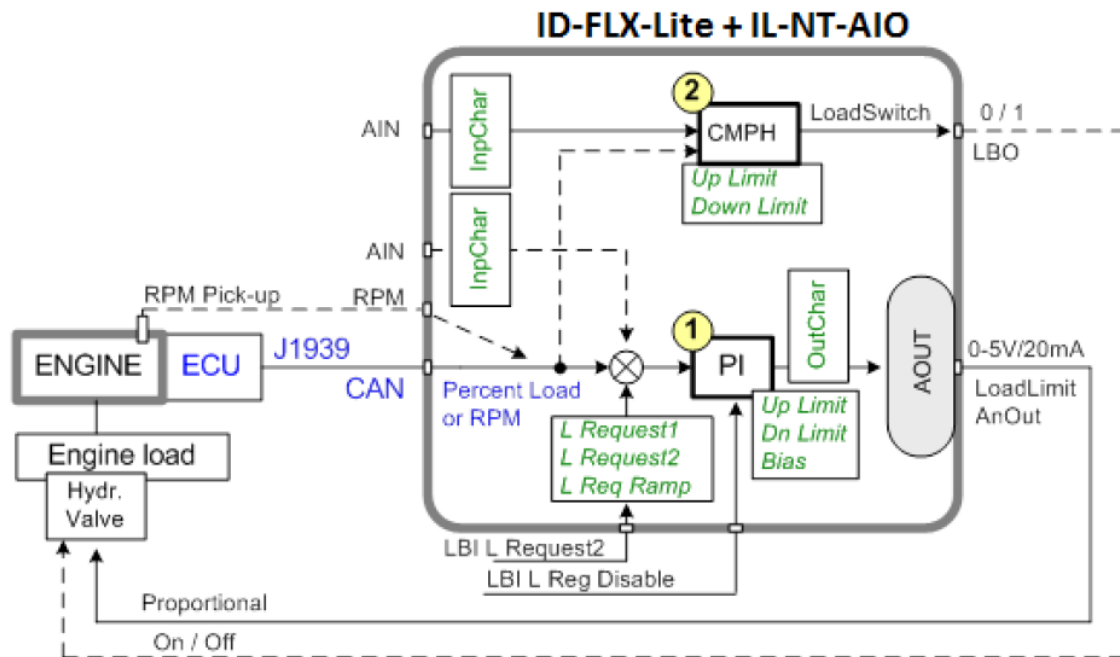 ID-FLX-Lite + IL-NT-AIO
AIN
InpChar
2
CMPH
LoadSwitch
0 / 1
LBO
Up Limit
Down Limit
AIN
InpChar
RPM Pick-up
RPM
ENGINE
ECU
J1939
CAN
Percent Load
or RPM
1
PI
OutChar
AOUT
0-5V/20mA
LoadLimit
AnOut
Up Limit
Dn Limit
Bias
L Request1
L Request2
L Req Ramp
Engine load
Hydr.
Valve
LBI L Request2
LBI L Reg Disable
Proportional
On / Off